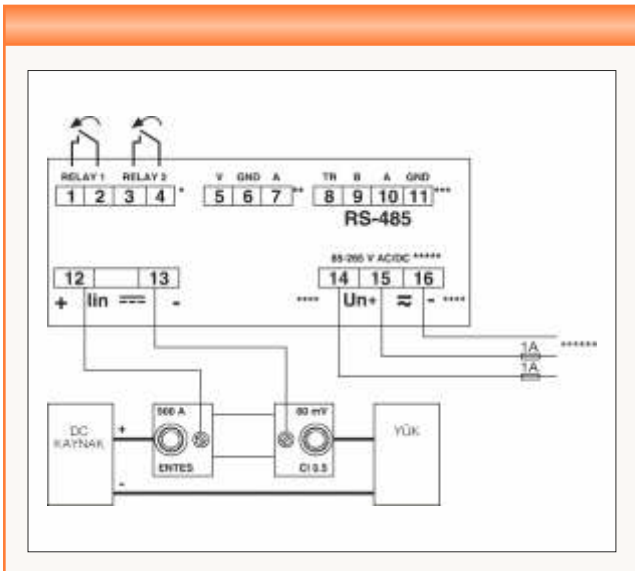 RELAY 1 RELAY 2 V GND A TR B A GND
1 2 3 4 * 5 6 7 ** 8 9 10 11 ***
RS-485
85-265 V AC/DC *****
12 13 14 15 16
+ Iin - **** Un+ - ****
1A ******
1A
500 A 60 mV
DC KAYNAK + YÜK
ENTES Cl 0.5
-